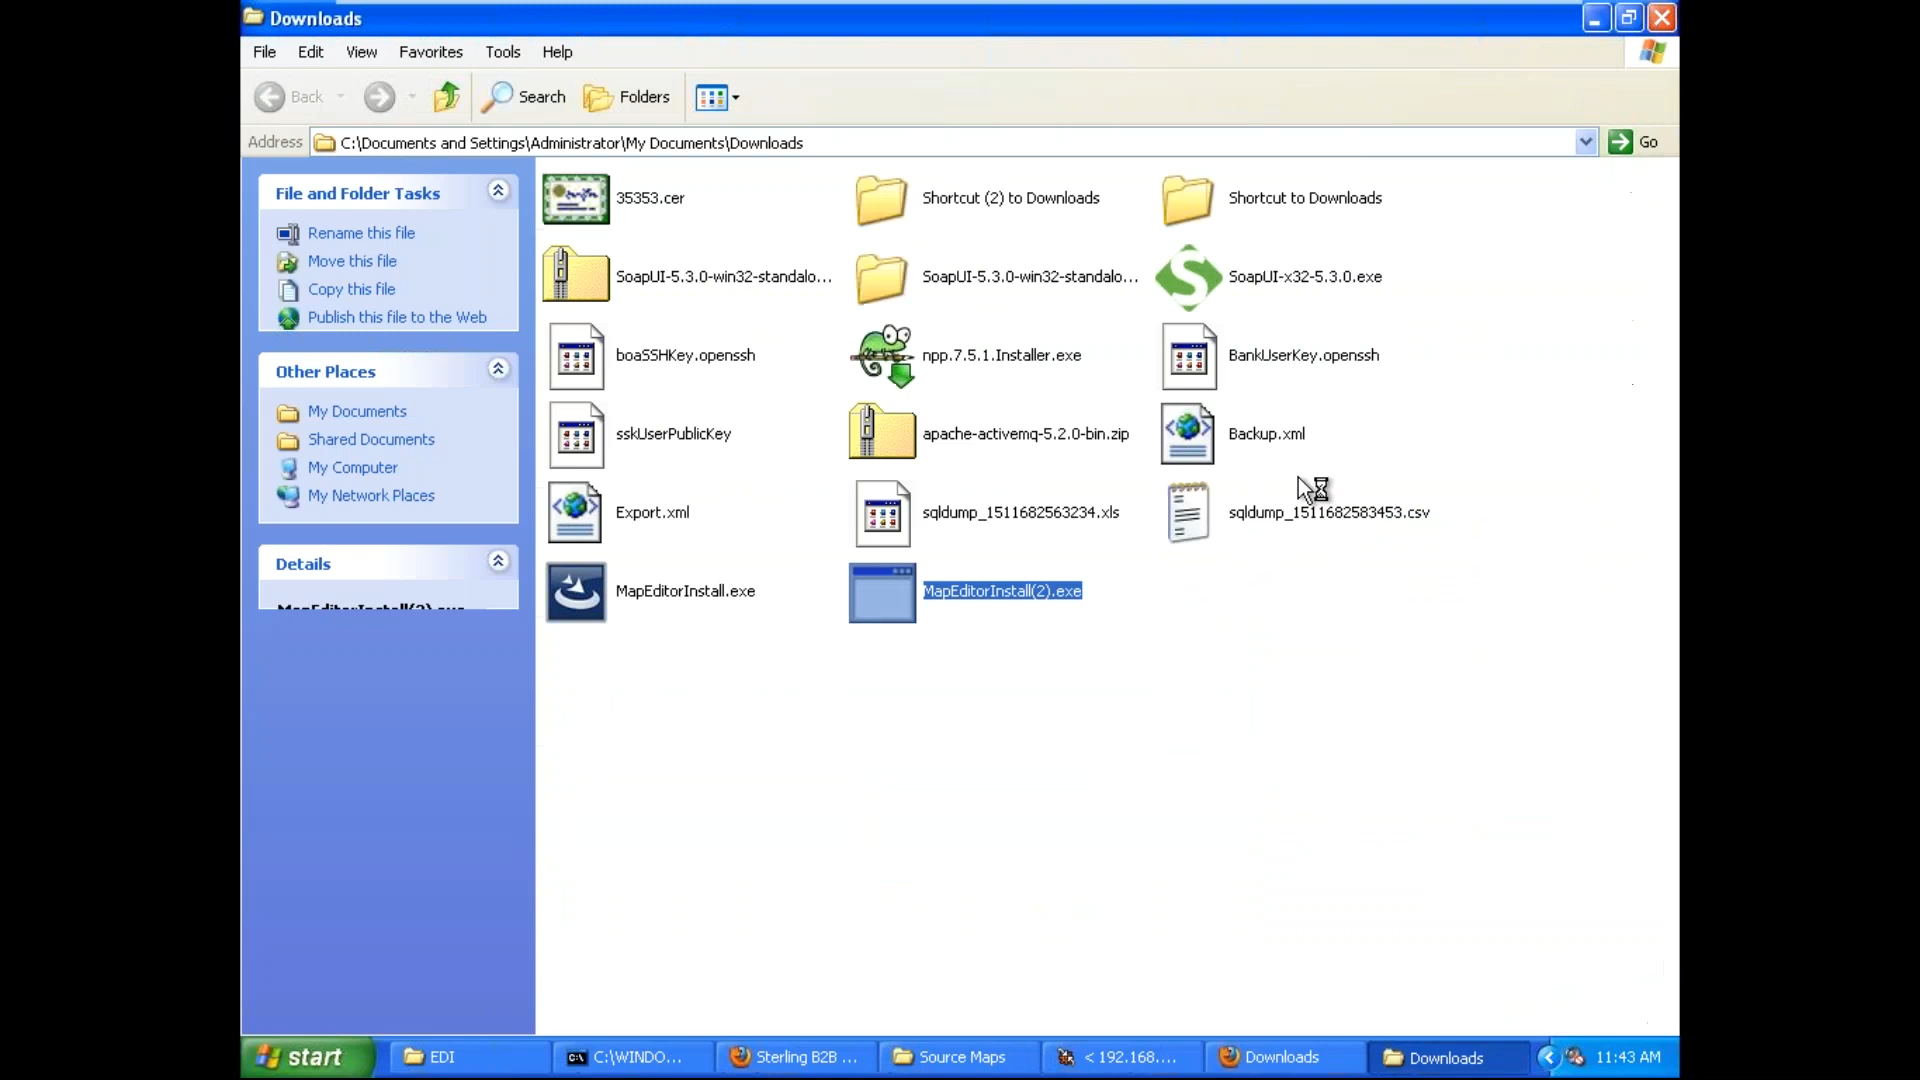 Downloads
File Edit View Favorites Tools Help
Back Search Folders
Address C:\Documents and Settings\Administrator\My Documents\Downloads Go
File and Folder Tasks
Rename this file
Move this file
Copy this file
Publish this file to the Web
Other Places
My Documents
Shared Documents
My Computer
My Network Places
Details
MapEditorInstall(2).exe
35353.cer Shortcut (2) to Downloads Shortcut to Downloads
SoapUI-5.3.0-win32-standalo... SoapUI-5.3.0-win32-standalo... SoapUI-x32-5.3.0.exe
boaSSHKey.openssh npp.7.5.1.Installer.exe BankUserKey.openssh
sskUserPublicKey apache-activemq-5.2.0-bin.zip Backup.xml
Export.xml sqldump_1511682563234.xls sqldump_1511682583453.csv
MapEditorInstall.exe MapEditorInstall(2).exe
start EDI C:\WINDO... Sterling B2B ... Source Maps < 192.168.... Downloads Downloads 11:43 AM